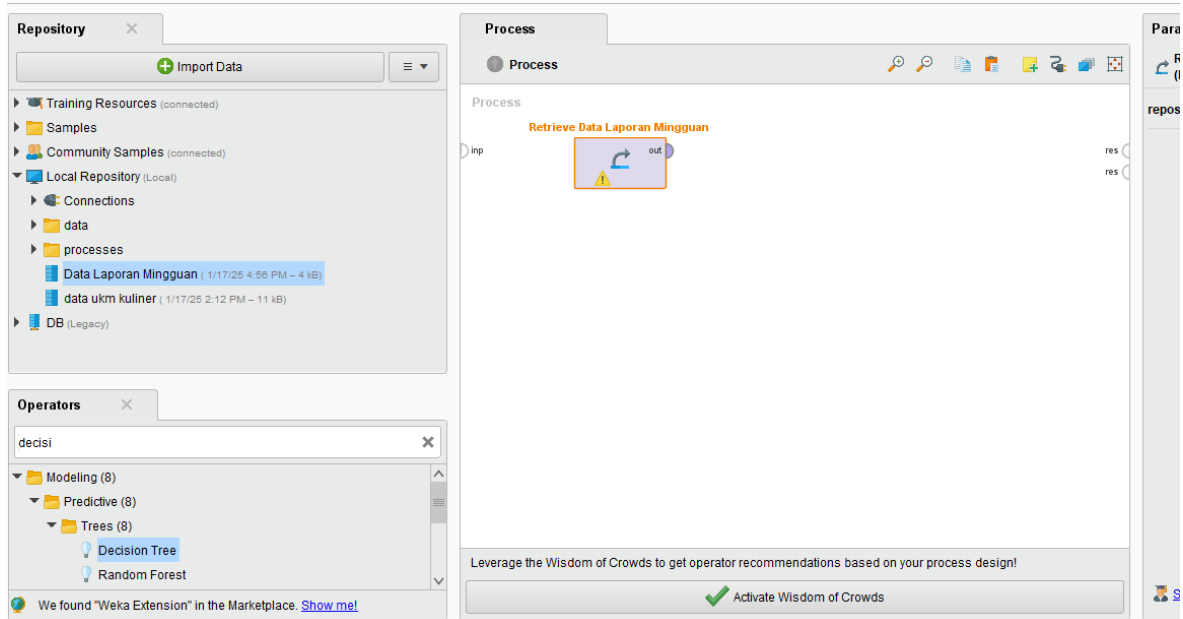 Repository
Import Data
Training Resources (connected)
Samples
Community Samples (connected)
Local Repository (Local)
Connections
data
processes
Data Laporan Mingguan ( 1/17/25 4:56 PM – 4 kB)
data ukm kuliner ( 1/17/25 2:12 PM – 11 kB)
DB (Legacy)
Operators
decisi
Modeling (8)
Predictive (8)
Trees (8)
Decision Tree
Random Forest
We found "Weka Extension" in the Marketplace. Show me!
Process
Process
Process
Retrieve Data Laporan Mingguan
inp
out
res
res
Leverage the Wisdom of Crowds to get operator recommendations based on your process design!
Activate Wisdom of Crowds
Para
R
(
repos
S